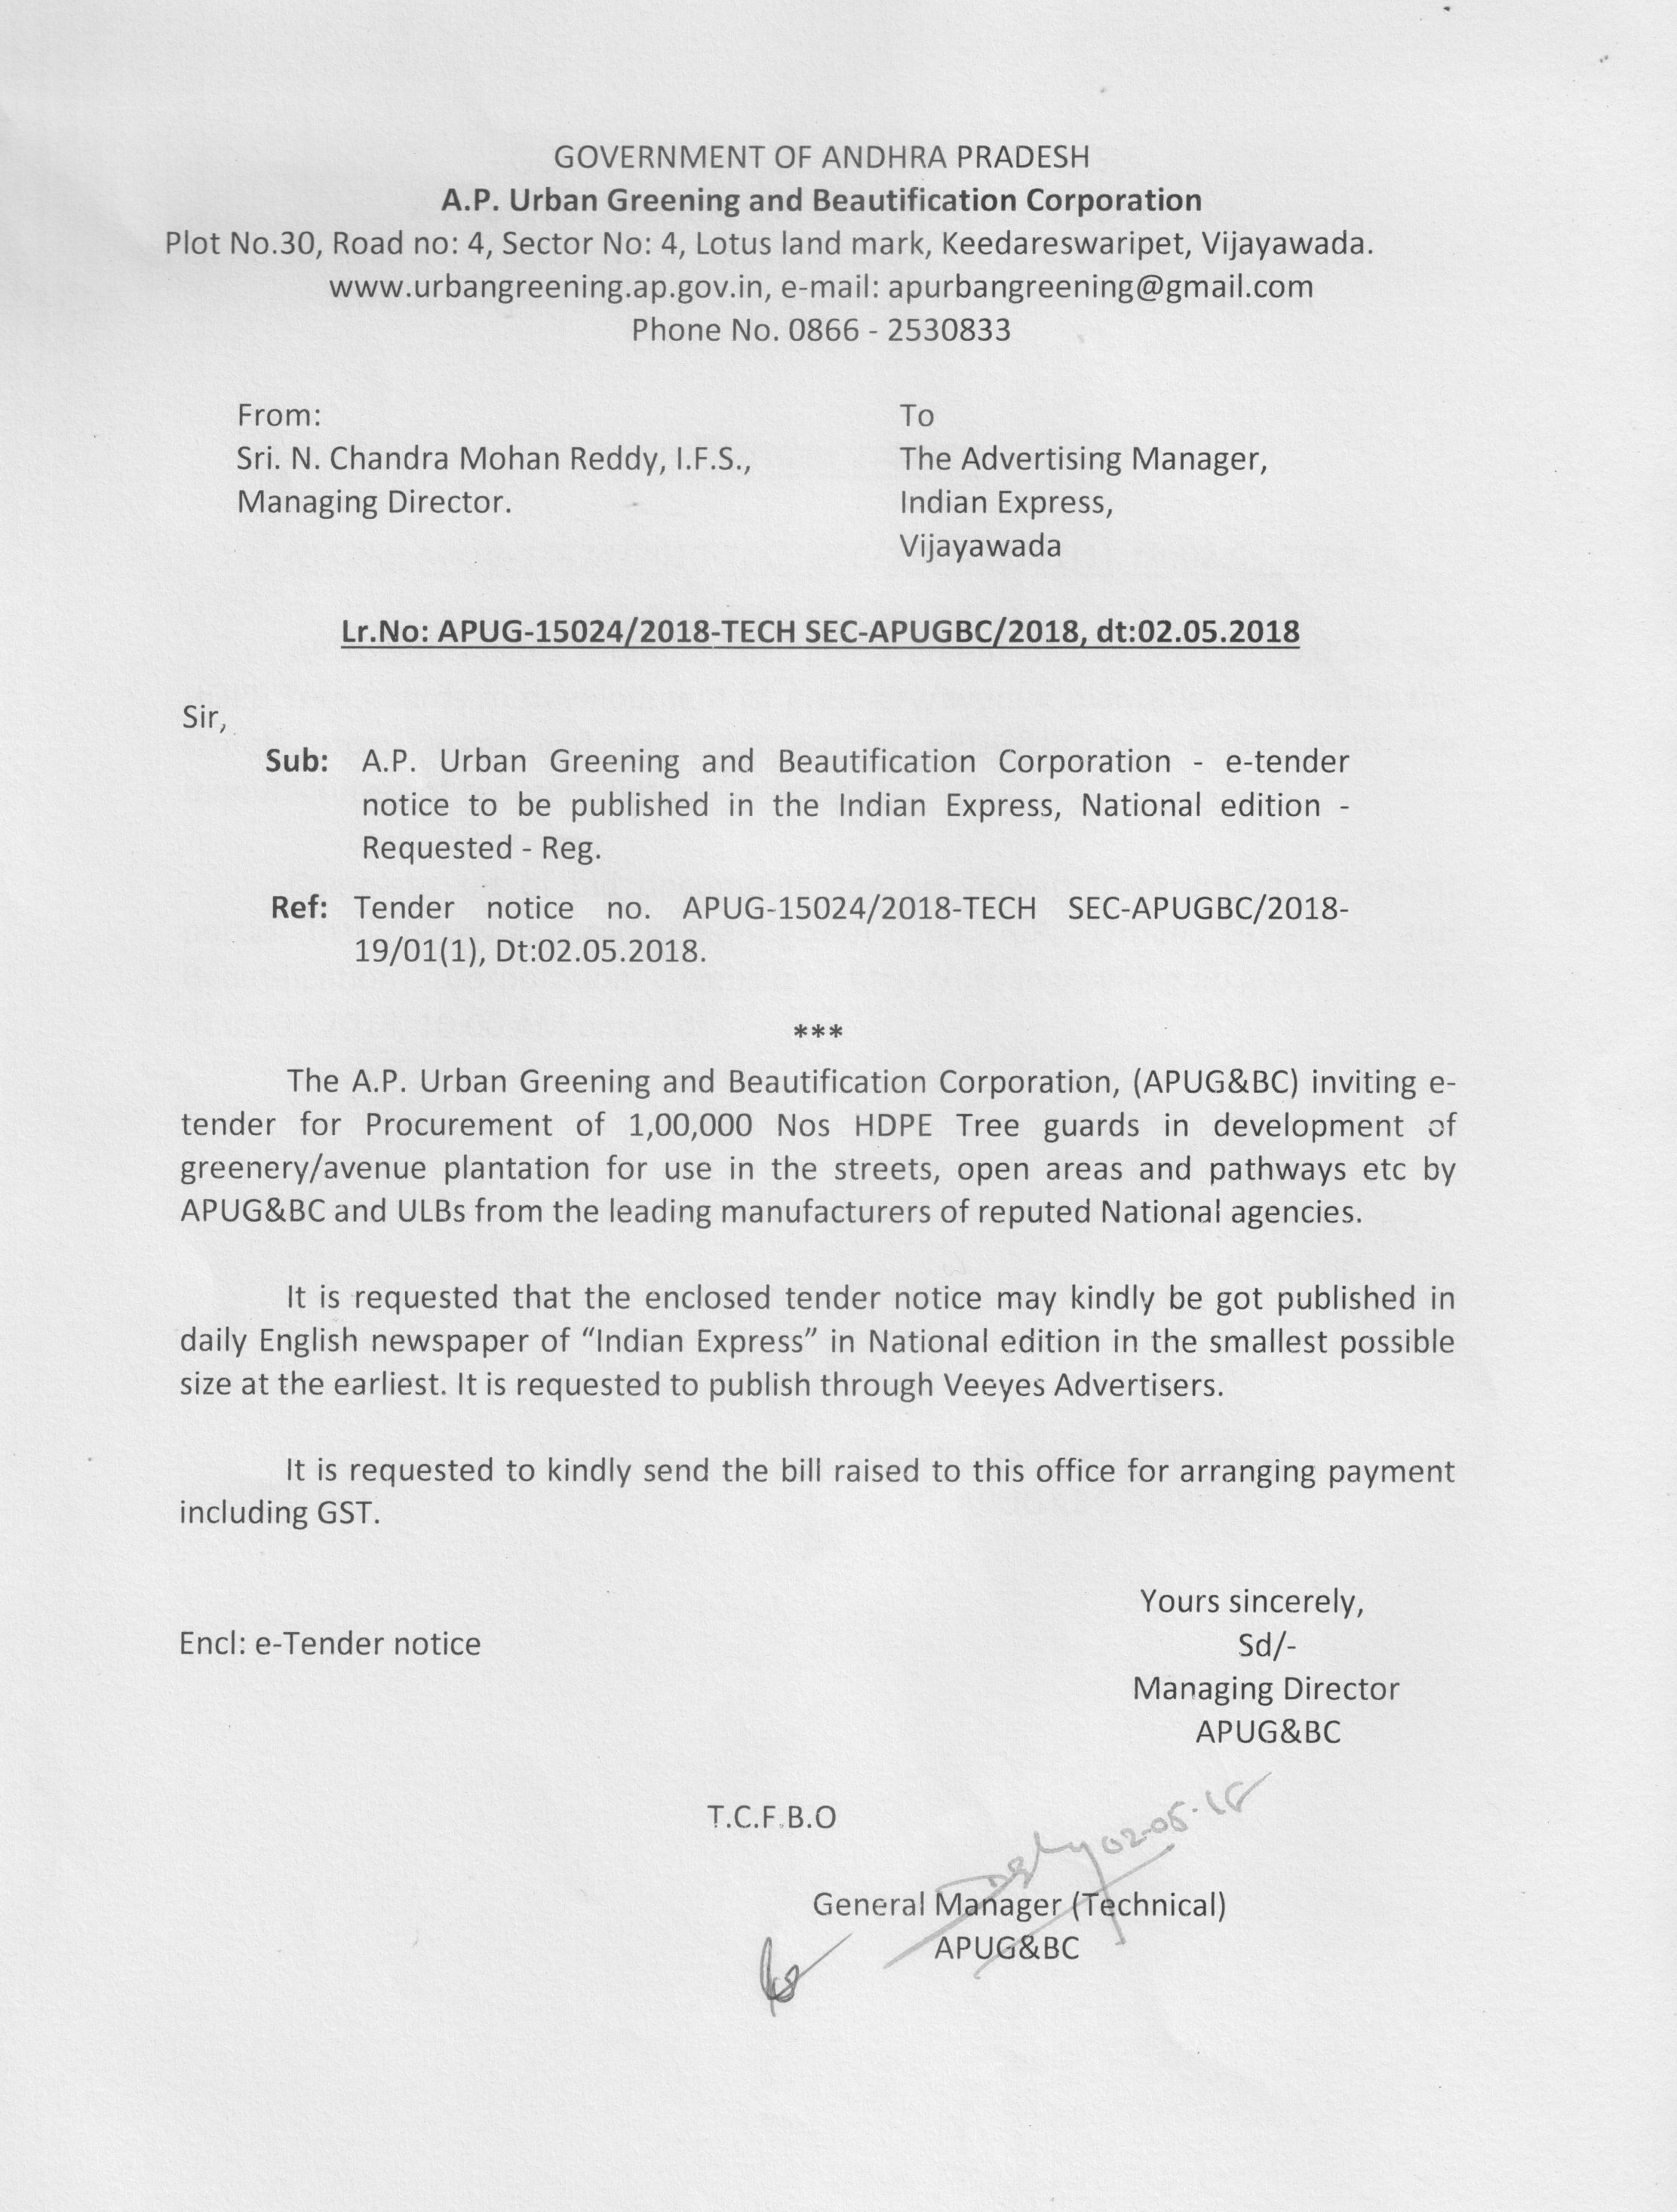 GOVERNMENT OF ANDHRA PRADESH
A.P. Urban Greening and Beautification Corporation
Plot No.30, Road no: 4, Sector No: 4, Lotus land mark, Keedareswaripet, Vijayawada.
www.urbangreening.ap.gov.in, e-mail: apurbangreening@gmail.com
Phone No. 0866 - 2530833
From:
Sri. N. Chandra Mohan Reddy, I.F.S.,
Managing Director.
To
The Advertising Manager,
Indian Express,
Vijayawada
Lr.No: APUG-15024/2018-TECH SEC-APUGBC/2018, dt:02.05.2018
Sir,
Sub: A.P. Urban Greening and Beautification Corporation - e-tender
notice to be published in the Indian Express, National edition -
Requested - Reg.
Ref: Tender notice no. APUG-15024/2018-TECH SEC-APUGBC/2018-
19/01(1), Dt:02.05.2018.
***
The A.P. Urban Greening and Beautification Corporation, (APUG&BC) inviting e-
tender for Procurement of 1,00,000 Nos HDPE Tree guards in development of
greenery/avenue plantation for use in the streets, open areas and pathways etc by
APUG&BC and ULBs from the leading manufacturers of reputed National agencies.
It is requested that the enclosed tender notice may kindly be got published in
daily English newspaper of “Indian Express” in National edition in the smallest possible
size at the earliest. It is requested to publish through Veeyes Advertisers.
It is requested to kindly send the bill raised to this office for arranging payment
including GST.
Yours sincerely,
Encl: e-Tender notice
Sd/-
Managing Director
APUG&BC
T.C.F.B.O
02-05-18
General Manager (Technical)
APUG&BC